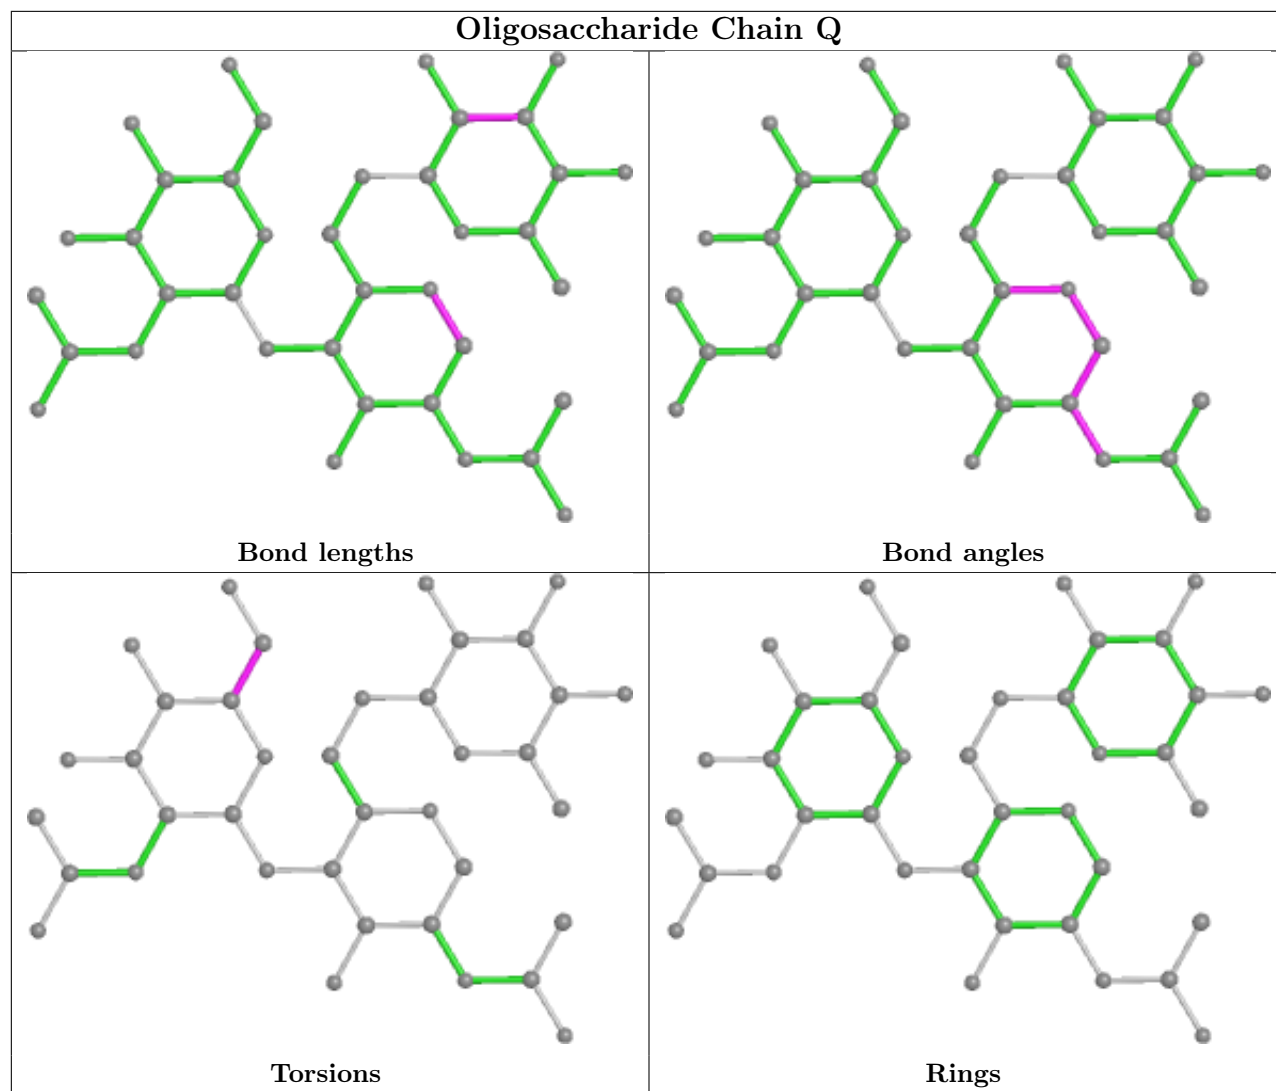 Oligosaccharide Chain Q
Bond lengths
Bond angles
Torsions
Rings